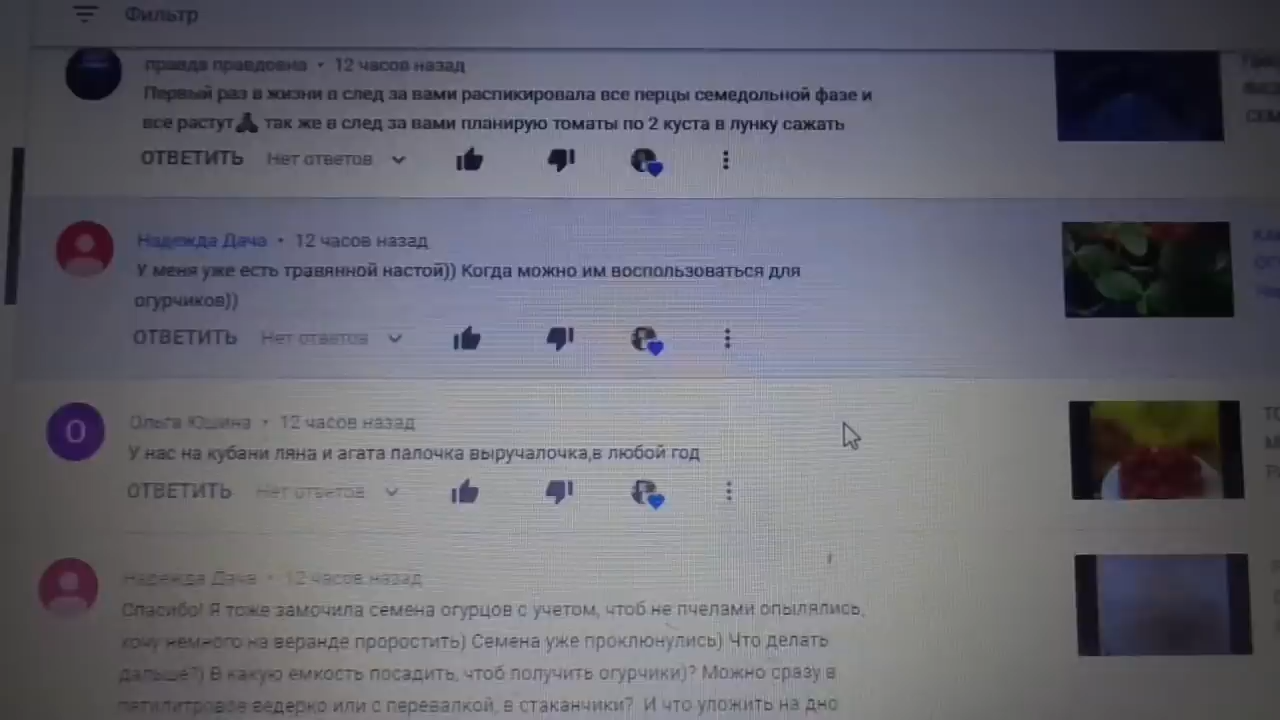 Фильтр
правда правдовна • 12 часов назад
Первый раз в жизни в след за вами распикировала все перцы семедольной фазе и
все растут🙏 так же в след за вами планирую томаты по 2 куста в лунку сажать
ОТВЕТИТЬ Нет ответов
Надежда Дача • 12 часов назад
У меня уже есть травянной настой)) Когда можно им воспользоваться для
огурчиков))
ОТВЕТИТЬ Нет ответов
О
Ольга Юшина • 12 часов назад
У нас на кубани ляна и агата палочка выручалочка,в любой год
ОТВЕТИТЬ Нет ответов
Надежда Дача • 12 часов назад
Спасибо! Я тоже замочила семена огурцов с учетом, чтоб не пчелами опылялись,
хочу немного на веранде проростить) Семена уже проклюнулись) Что делать
дальше?) В какую емкость посадить, чтоб получить огурчики)? Можно сразу в
пятилитровое ведерко или с перевалкой, в стаканчики? И что уложить на дно